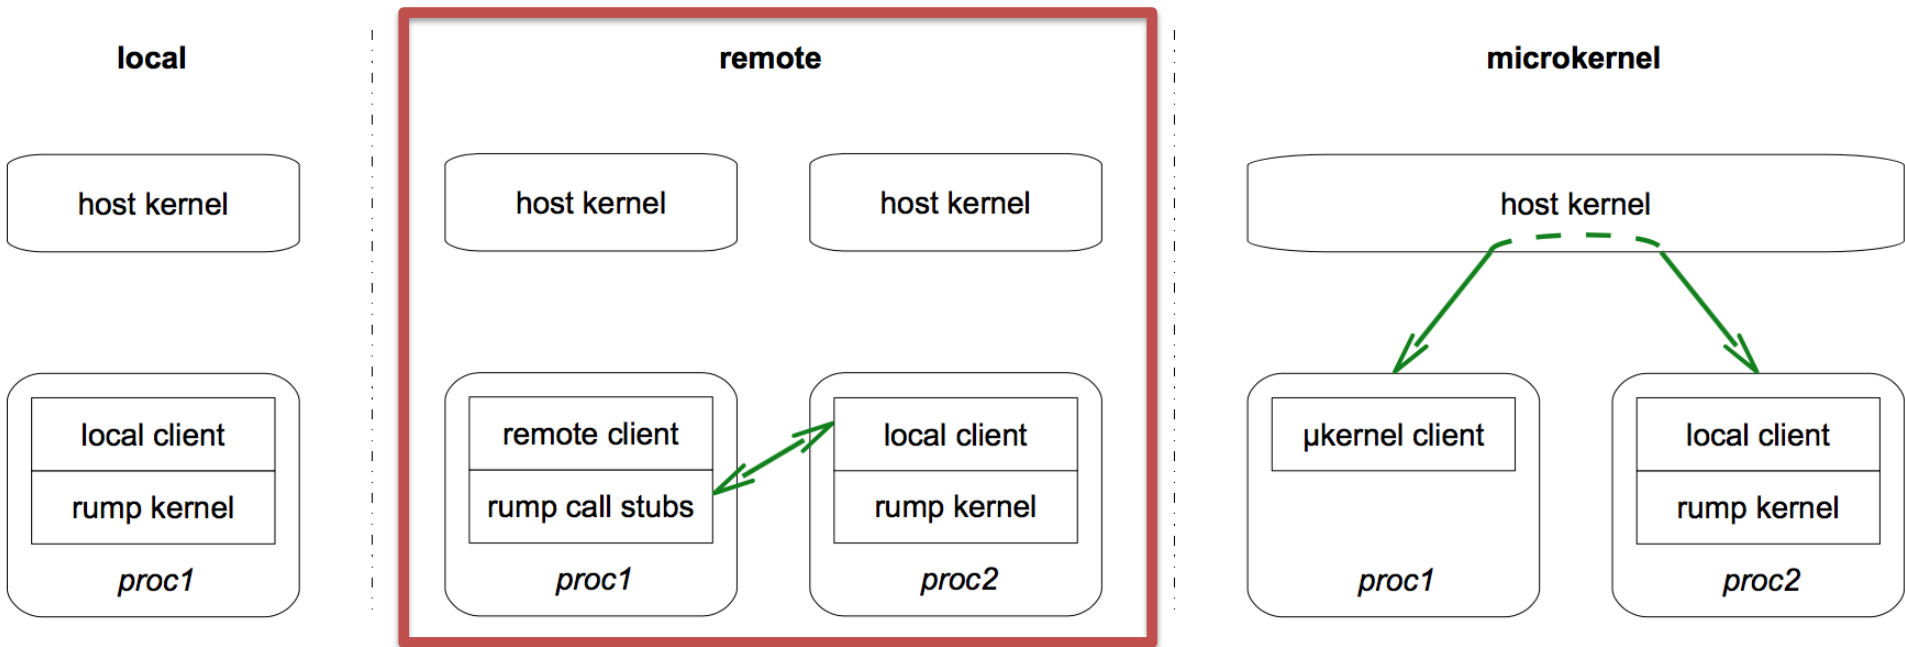 local
remote
microkernel
host kernel
host kernel
host kernel
host kernel
local client
rump kernel
proc1
remote client
rump call stubs
proc1
local client
rump kernel
proc2
µkernel client
proc1
local client
rump kernel
proc2